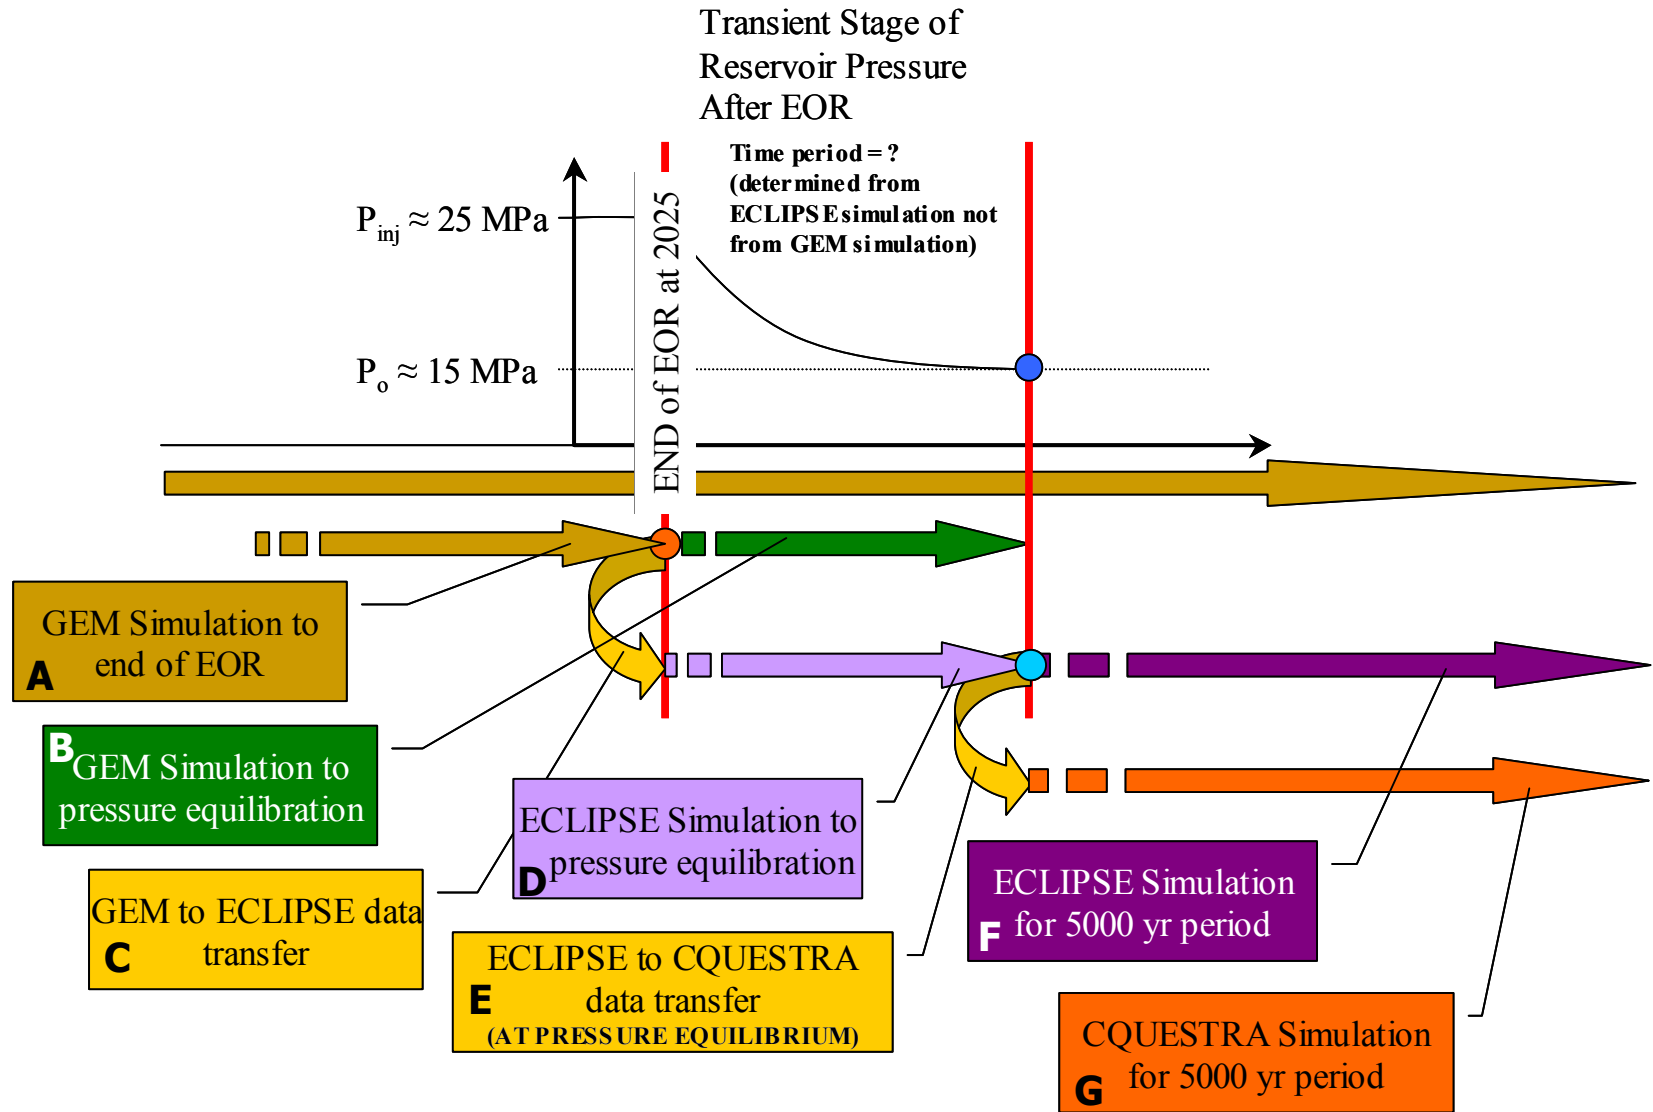 Transient Stage of
Reservoir Pressure
After EOR
Time period = ?
(determined from
ECLIPSE simulation not
from GEM simulation)
Pinj ≈ 25 MPa
Po ≈ 15 MPa
END of EOR at 2025
GEM Simulation to
end of EOR
A
B
GEM Simulation to
pressure equilibration
GEM to ECLIPSE data
transfer
C
ECLIPSE Simulation to
pressure equilibration
D
ECLIPSE to CQUESTRA
data transfer
(AT PRESSURE EQUILIBRIUM)
E
ECLIPSE Simulation
for 5000 yr period
F
CQUESTRA Simulation
for 5000 yr period
G